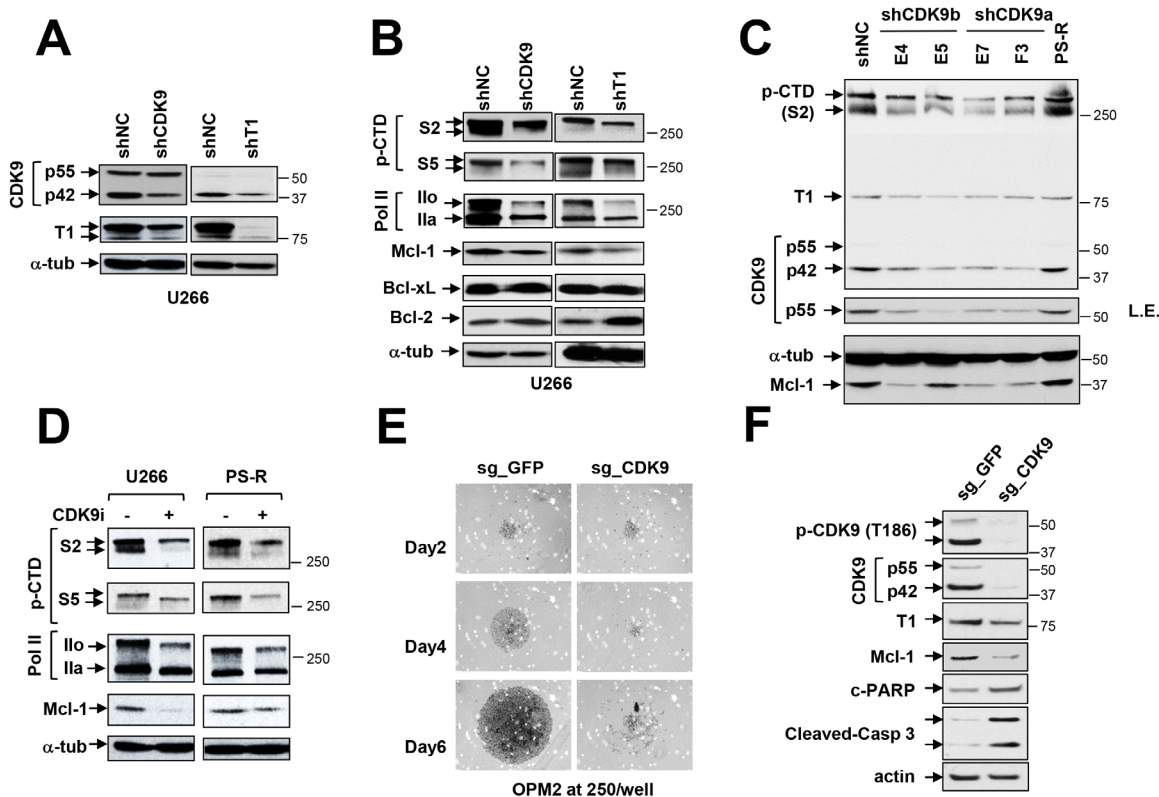 A
CDK9
shNC
shCDK9
shNC
shT1
p55
p42
T1
α-tub
50
37
75
U266
B
shNC
shCDK9
shNC
shT1
p-CTD
S2
S5
Pol II
IIo
IIa
Mcl-1
Bcl-xL
Bcl-2
α-tub
250
250
250
U266
C
shCDK9b
shCDK9a
shNC
E4
E5
E7
F3
PS-R
p-CTD
(S2)
T1
CDK9
p55
p42
p55
α-tub
Mcl-1
250
75
50
37
50
L.E.
50
37
D
U266
PS-R
CDK9i
-
+
-
+
p-CTD
S2
S5
Pol II
IIo
IIa
Mcl-1
α-tub
250
250
250
E
sg_GFP
sg_CDK9
Day2
Day4
Day6
OPM2 at 250/well
F
sg_GFP
sg_CDK9
p-CDK9 (T186)
CDK9
p55
p42
T1
Mcl-1
c-PARP
Cleaved-Casp 3
actin
50
37
50
37
75